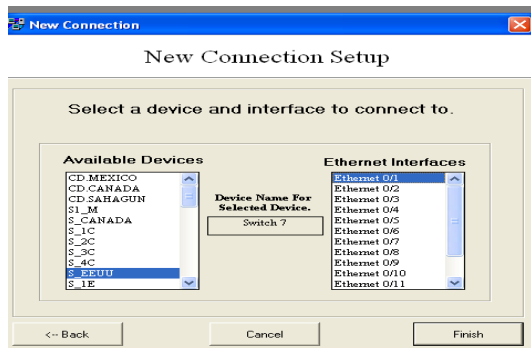 New Connection
New Connection Setup
Select a device and interface to connect to.
Available Devices
CD.MEXICO
CD.CANADA
CD.SAHAGUN
S1_M
S_CANADA
S_1C
S_2C
S_3C
S_4C
S_EEUU
S_1E
Device Name For
Selected Device.
Switch 7
Ethernet Interfaces
Ethernet 0/1
Ethernet 0/2
Ethernet 0/3
Ethernet 0/4
Ethernet 0/5
Ethernet 0/6
Ethernet 0/7
Ethernet 0/8
Ethernet 0/9
Ethernet 0/10
Ethernet 0/11
<-- Back
Cancel
Finish